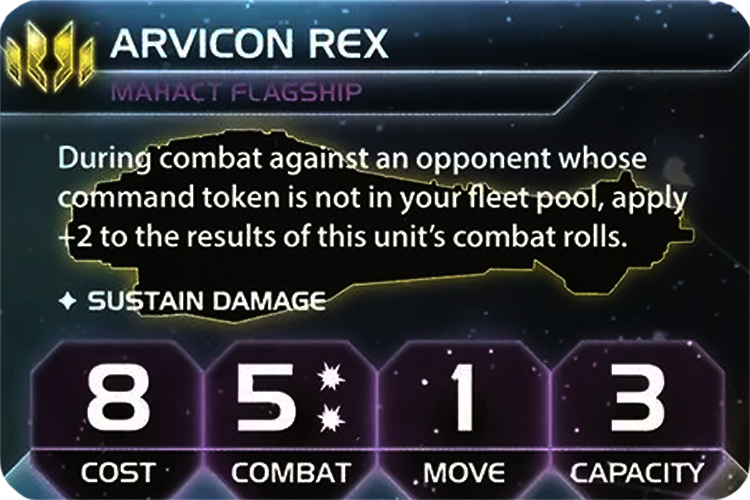 ARVICON REX
MAHACT FLAGSHIP
During combat against an opponent whose
command token is not in your fleet pool, apply
+2 to the results of this unit's combat rolls.
✦ SUSTAIN DAMAGE
8 5 1 3
COST COMBAT MOVE CAPACITY